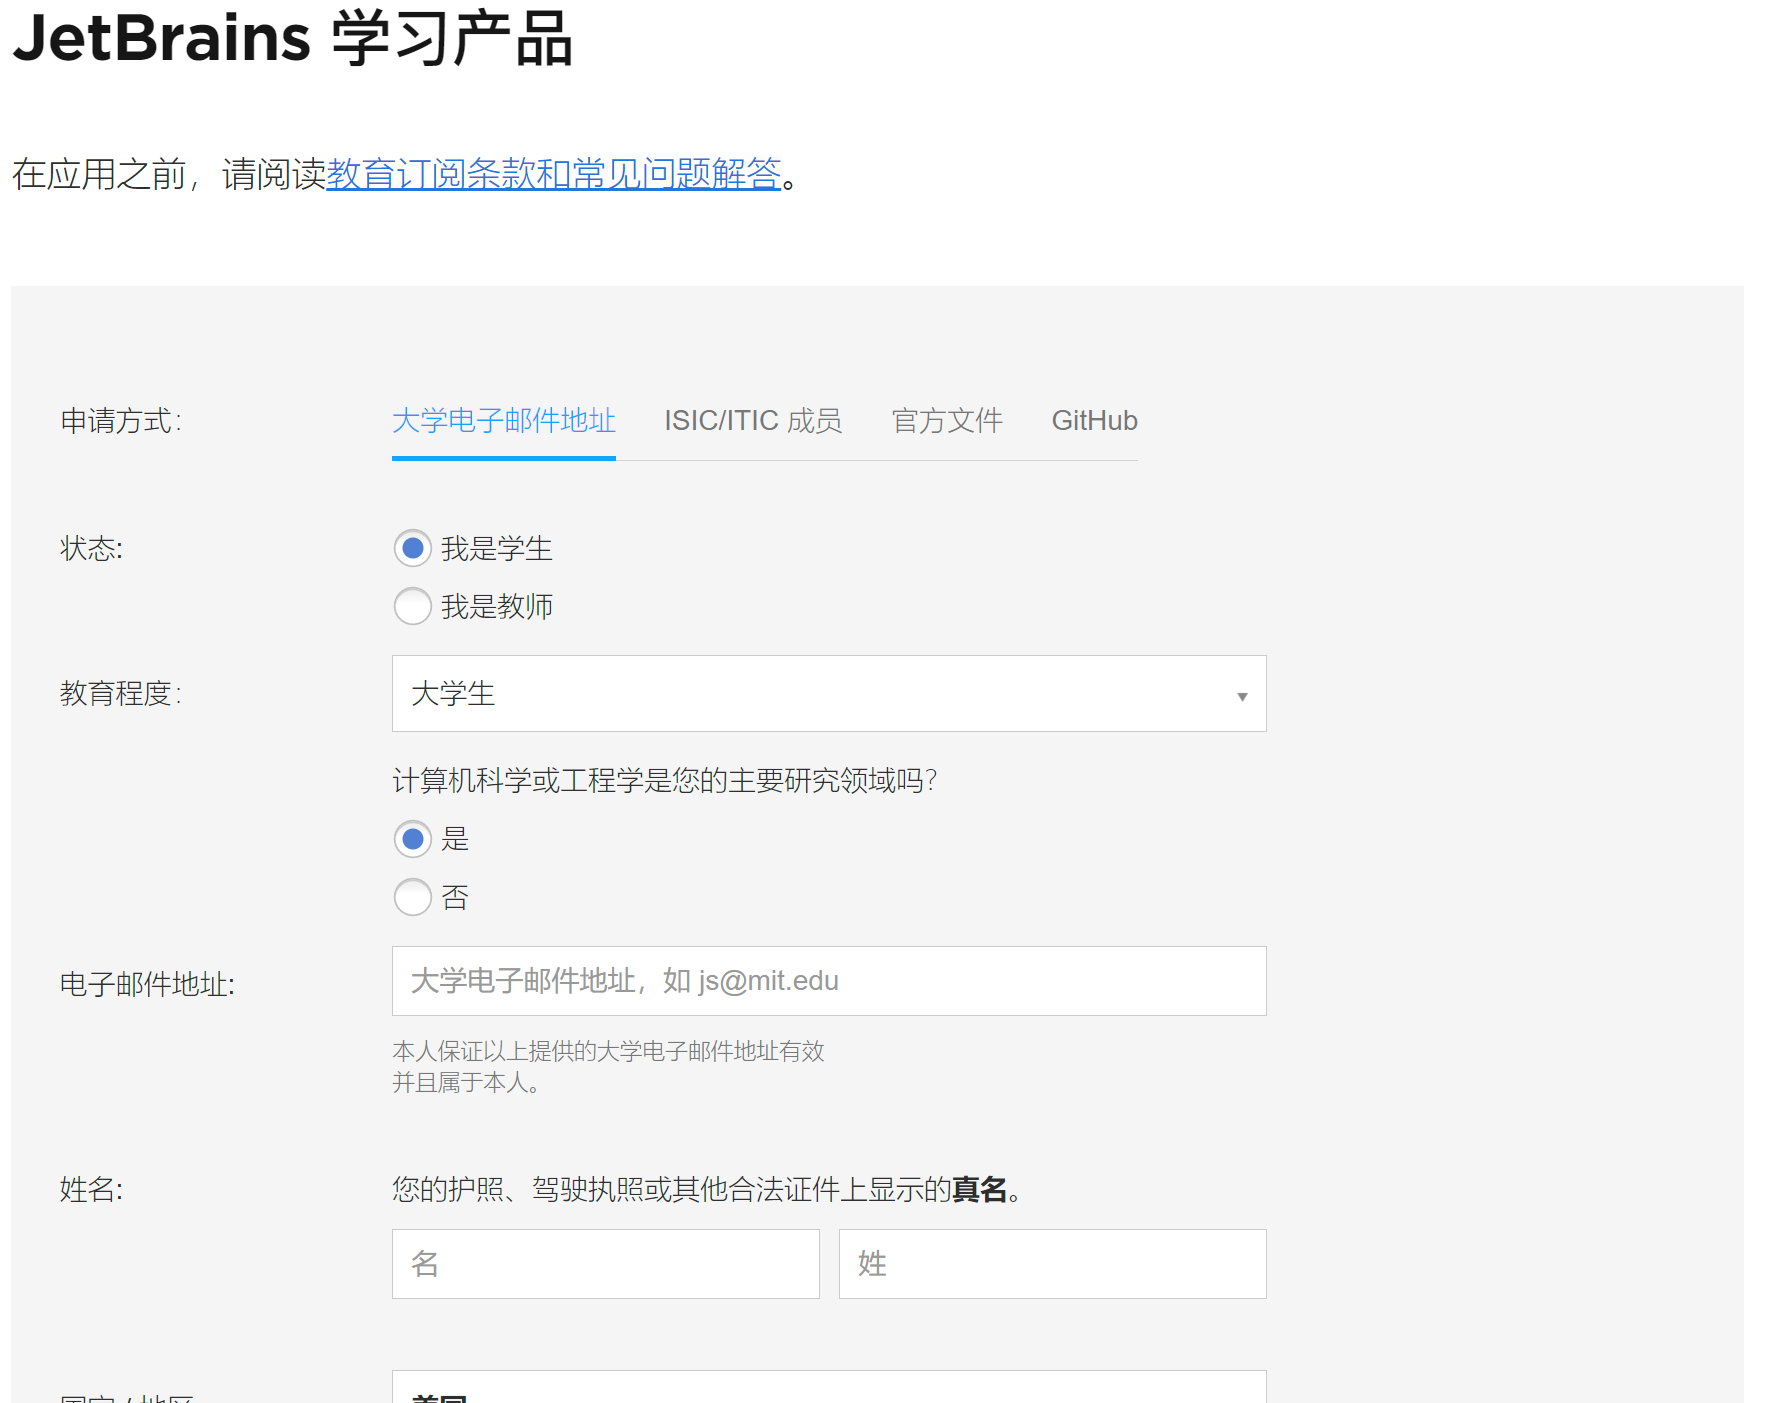 JetBrains 学习产品
在应用之前，请阅读教育订阅条款和常见问题解答。
申请方式： 大学电子邮件地址 ISIC/ITIC 成员 官方文件 GitHub
状态: 我是学生
我是教师
教育程度： 大学生
计算机科学或工程学是您的主要研究领域吗？
是
否
电子邮件地址: 大学电子邮件地址，如 js@mit.edu
本人保证以上提供的大学电子邮件地址有效
并且属于本人。
姓名: 您的护照、驾驶执照或其他合法证件上显示的真名。
名 姓
国家 / 地区 美国